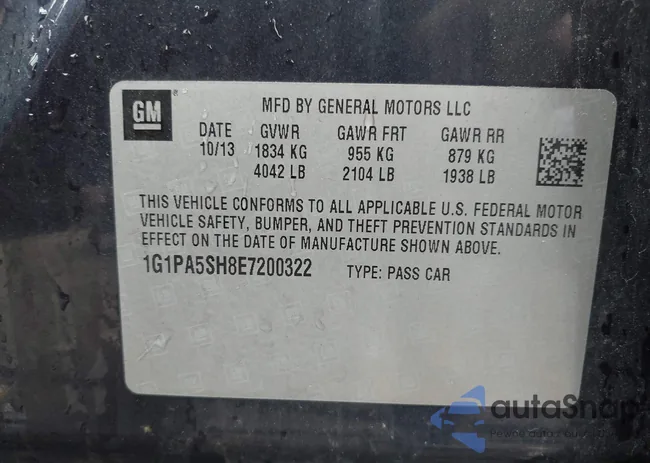 GM
MFD BY GENERAL MOTORS LLC
DATE GVWR GAWR FRT GAWR RR
10/13 1834 KG 955 KG 879 KG
4042 LB 2104 LB 1938 LB
THIS VEHICLE CONFORMS TO ALL APPLICABLE U.S. FEDERAL MOTOR
VEHICLE SAFETY, BUMPER, AND THEFT PREVENTION STANDARDS IN
EFFECT ON THE DATE OF MANUFACTURE SHOWN ABOVE.
1G1PA5SH8E7200322 TYPE: PASS CAR
autaSnap